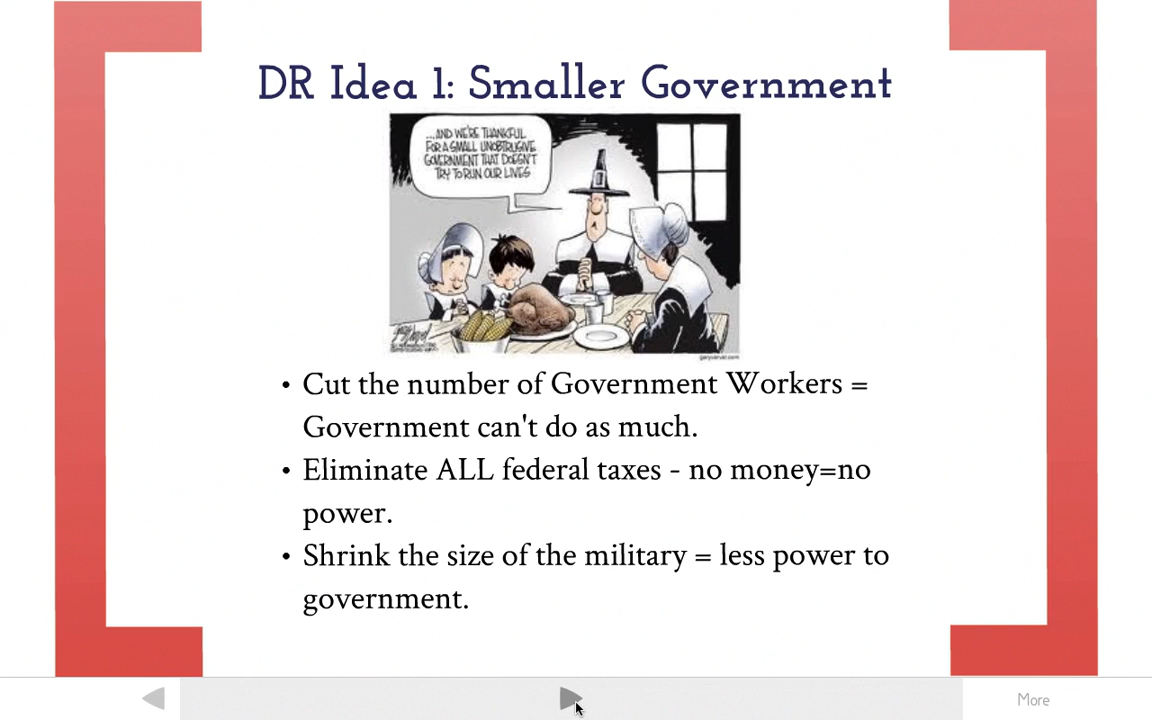 DR Idea 1: Smaller Government
...AND WE'RE THANKFUL
FOR A SMALL UNOBTRUSIVE
GOVERNMENT THAT DOESN'T
TRY TO RUN OUR LIVES
garyvarvel.com
• Cut the number of Government Workers =
Government can't do as much.
• Eliminate ALL federal taxes - no money=no
power.
• Shrink the size of the military = less power to
government.
More